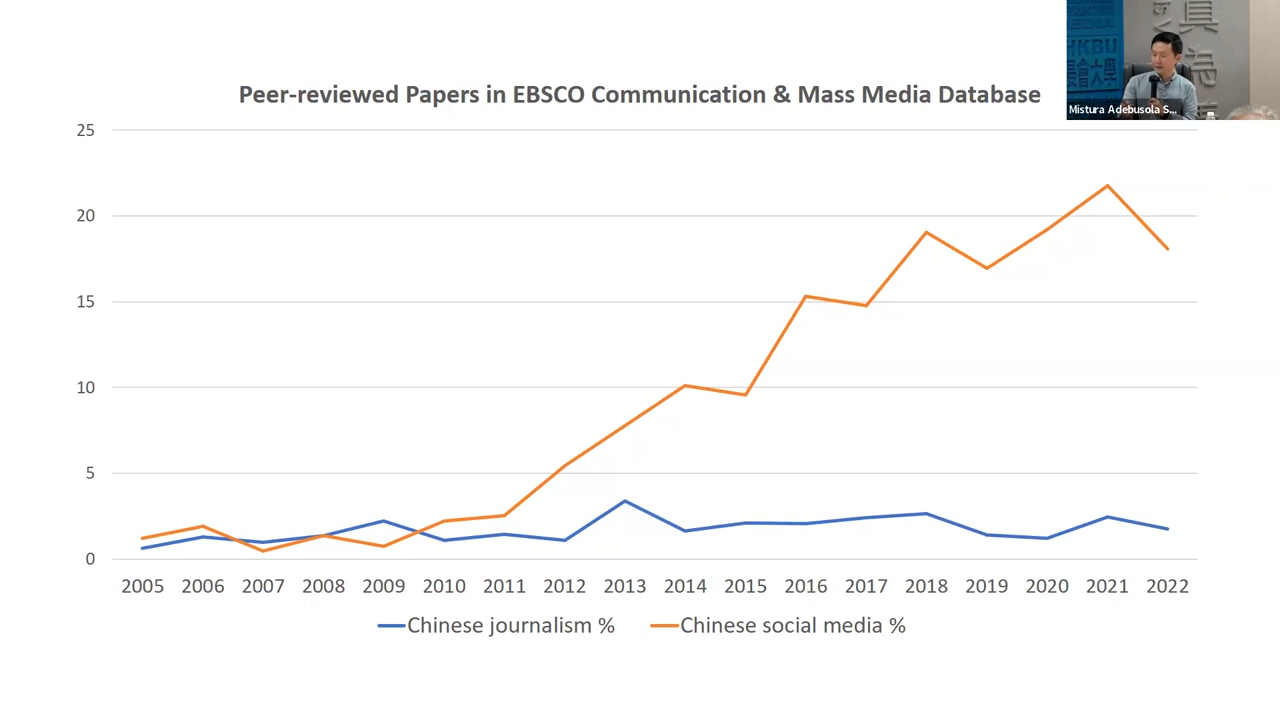 Peer-reviewed Papers in EBSCO Communication & Mass Media Database
25
20
15
10
5
0
2005 2006 2007 2008 2009 2010 2011 2012 2013 2014 2015 2016 2017 2018 2019 2020 2021 2022
Chinese journalism % Chinese social media %
HKBU
Mistura Adebusola S...